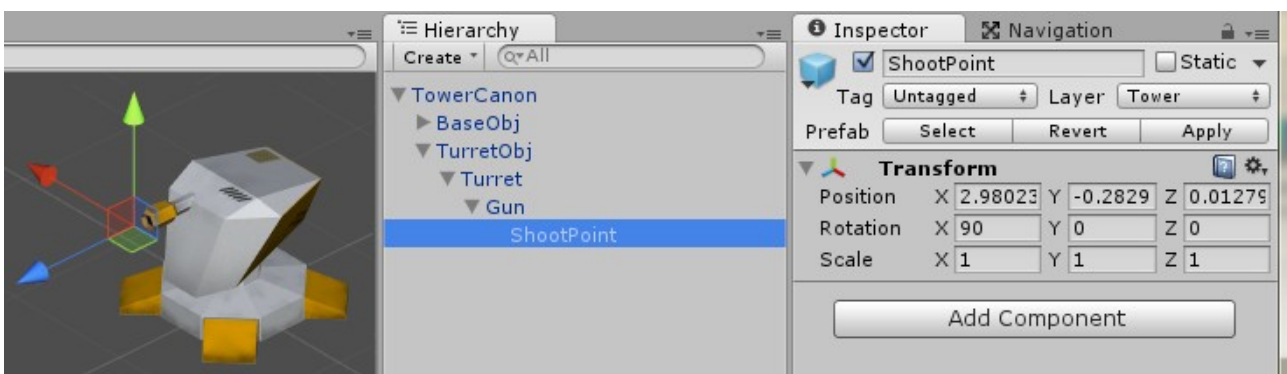 Hierarchy
Create All
TowerCanon
BaseObj
TurretObj
Turret
Gun
ShootPoint
Inspector Navigation
ShootPoint Static
Tag Untagged Layer Tower
Prefab Select Revert Apply
Transform
Position X 2.98023 Y -0.2829 Z 0.01279
Rotation X 90 Y 0 Z 0
Scale X 1 Y 1 Z 1
Add Component